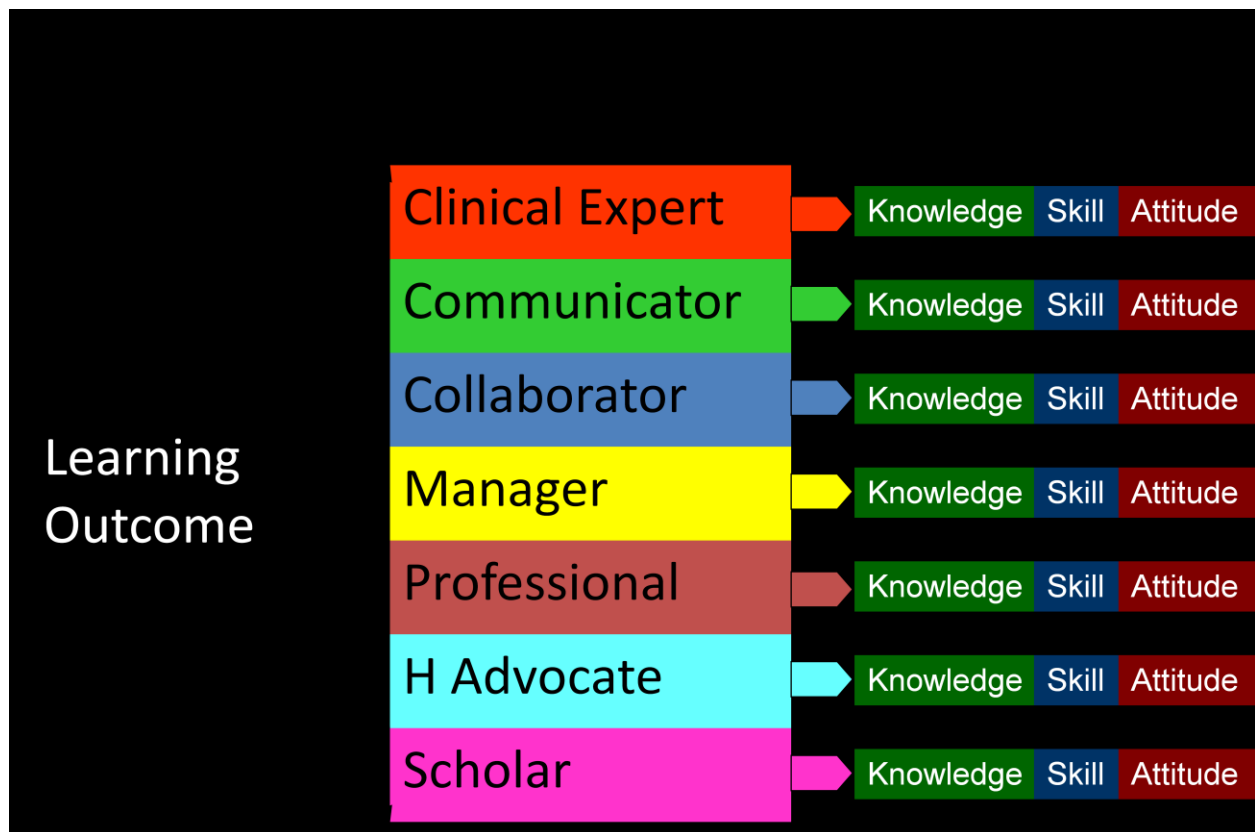 Clinical Expert Knowledge Skill Attitude
Communicator Knowledge Skill Attitude
Collaborator Knowledge Skill Attitude
Learning
Outcome
Manager Knowledge Skill Attitude
Professional Knowledge Skill Attitude
H Advocate Knowledge Skill Attitude
Scholar Knowledge Skill Attitude